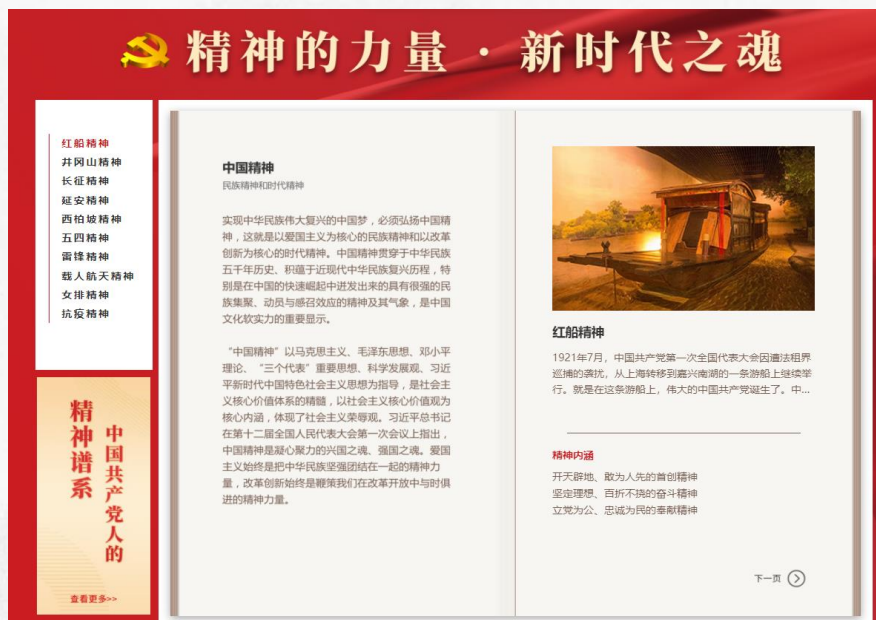 精神的力量·新时代之魂
红船精神
井冈山精神
长征精神
延安精神
西柏坡精神
五四精神
雷锋精神
载人航天精神
女排精神
抗疫精神
中国共产党人的
精神谱系
查看更多>>
中国精神
民族精神和时代精神
实现中华民族伟大复兴的中国梦，必须弘扬中国精
神，这就是以爱国主义为核心的民族精神和以改革
创新为核心的时代精神。中国精神贯穿于中华民族
五千年历史、积蕴于近现代中华民族复兴历程，特
别是在中国的快速崛起中迸发出来的具有很强的民
族集聚、动员与感召效应的精神及其气象，是中国
文化软实力的重要显示。
“中国精神”以马克思主义、毛泽东思想、邓小平
理论、“三个代表”重要思想、科学发展观、习近
平新时代中国特色社会主义思想为指导，是社会主
义核心价值体系的精髓，以社会主义核心价值观为
核心内涵，体现了社会主义荣辱观。习近平总书记
在第十二届全国人民代表大会第一次会议上指出，
中国精神是凝心聚力的兴国之魂、强国之魂。爱国
主义始终是把中华民族坚强团结在一起的精神力
量，改革创新始终是鞭策我们在改革开放中与时俱
进的精神力量。
红船精神
1921年7月，中国共产党第一次全国代表大会因遭法租界
巡捕的袭扰，从上海转移到嘉兴南湖的一条游船上继续举
行。就是在这条游船上，伟大的中国共产党诞生了。中...
精神内涵
开天辟地、敢为人先的首创精神
坚定理想、百折不挠的奋斗精神
立党为公、忠诚为民的奉献精神
下一页